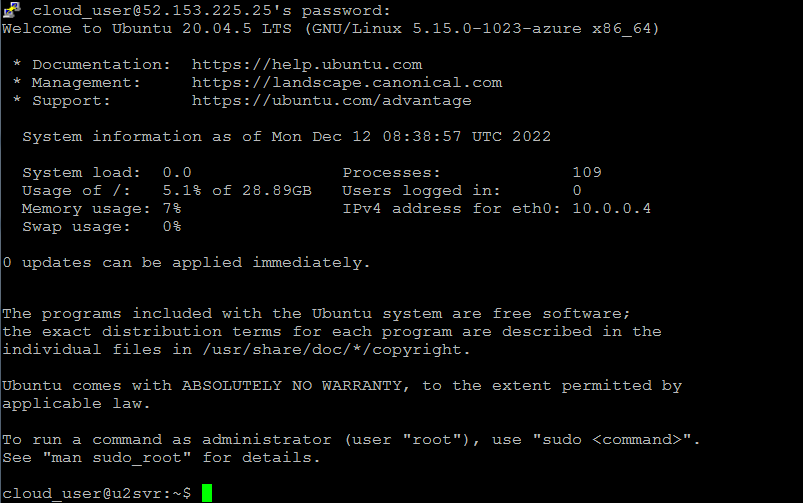 cloud_user@52.153.225.25's password:
Welcome to Ubuntu 20.04.5 LTS (GNU/Linux 5.15.0-1023-azure x86_64)
* Documentation:  https://help.ubuntu.com
* Management:     https://landscape.canonical.com
* Support:        https://ubuntu.com/advantage
System information as of Mon Dec 12 08:38:57 UTC 2022
System load:  0.0               Processes:             109
Usage of /:   5.1% of 28.89GB   Users logged in:       0
Memory usage: 7%                IPv4 address for eth0: 10.0.0.4
Swap usage:   0%
0 updates can be applied immediately.
The programs included with the Ubuntu system are free software;
the exact distribution terms for each program are described in the
individual files in /usr/share/doc/*/copyright.
Ubuntu comes with ABSOLUTELY NO WARRANTY, to the extent permitted by
applicable law.
To run a command as administrator (user "root"), use "sudo <command>".
See "man sudo_root" for details.
cloud_user@u2svr:~$